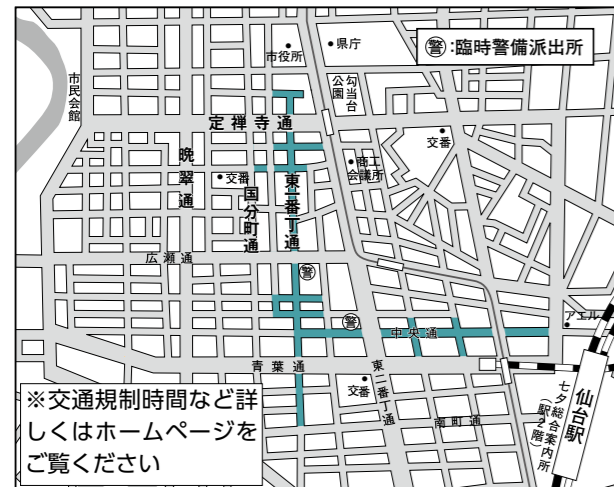 市役所
県庁
警:臨時警備派出所
市民会館
勾当台
公園
定禅寺通
交番
晩翠通
交番
国分町通
東一番丁通
商工
会議所
広瀬通
警
警
中央通
アエル
青葉通
東二番丁通
交番
南町通
仙台駅
七夕総合案内所
(駅2階)
※交通規制時間など詳
しくはホームページを
ご覧ください